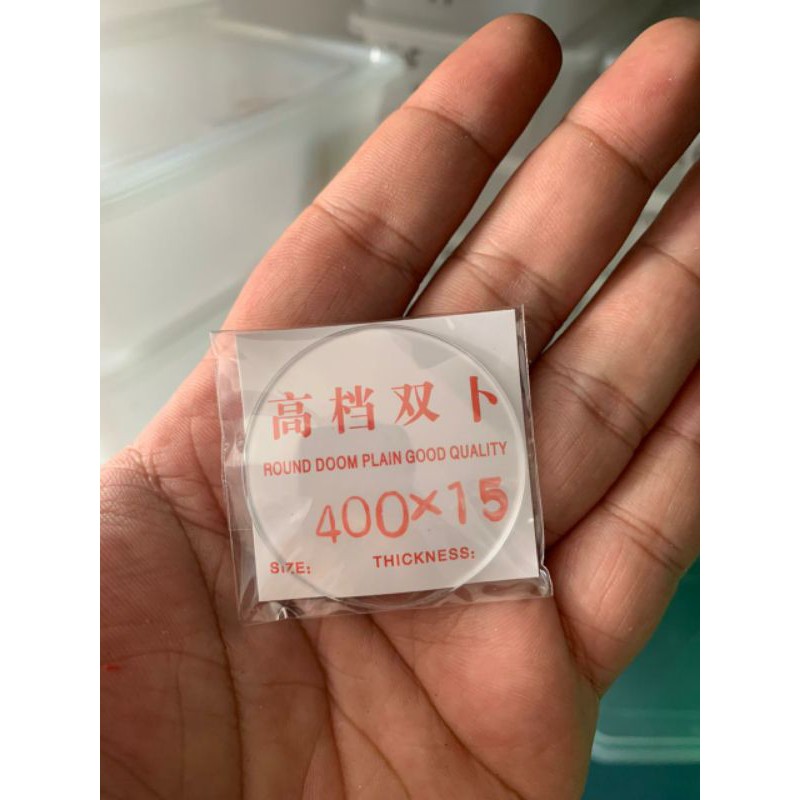 高档双卜
ROUND DOOM PLAIN GOOD QUALITY
400×15
SIZE: THICKNESS: